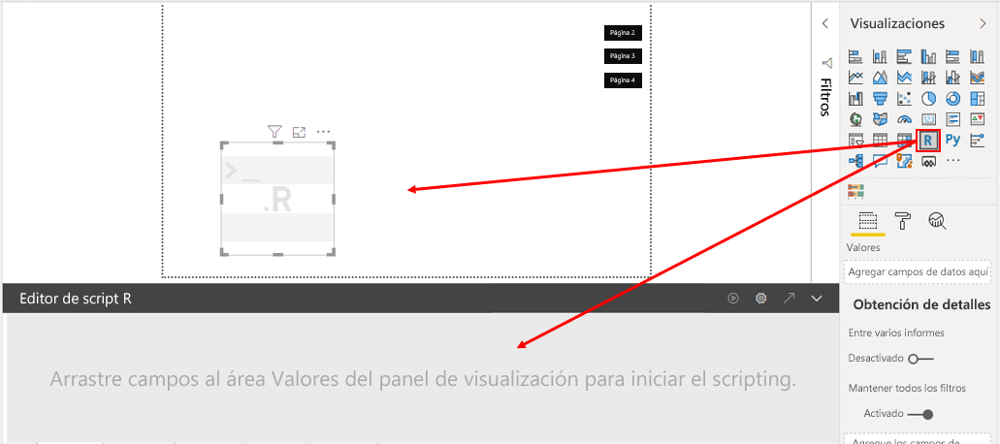 Página 2
Página 3
Página 4
>_
.R
Editor de script R
Arrastre campos al área Valores del panel de visualización para iniciar el scripting.
Filtros
Visualizaciones
123
R
Py
Valores
Agregar campos de datos aquí
Obtención de detalles
Entre varios informes
Desactivado
Mantener todos los filtros
Activado
Agregue los campos de